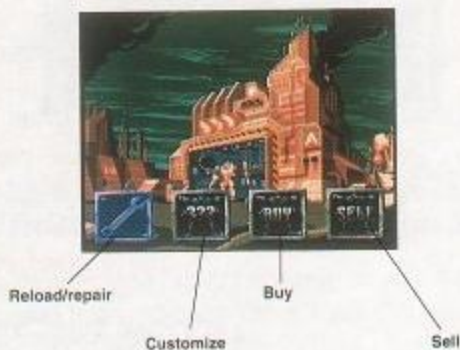 ???
BUY
SELL
Reload/repair
Buy
Customize
Sell